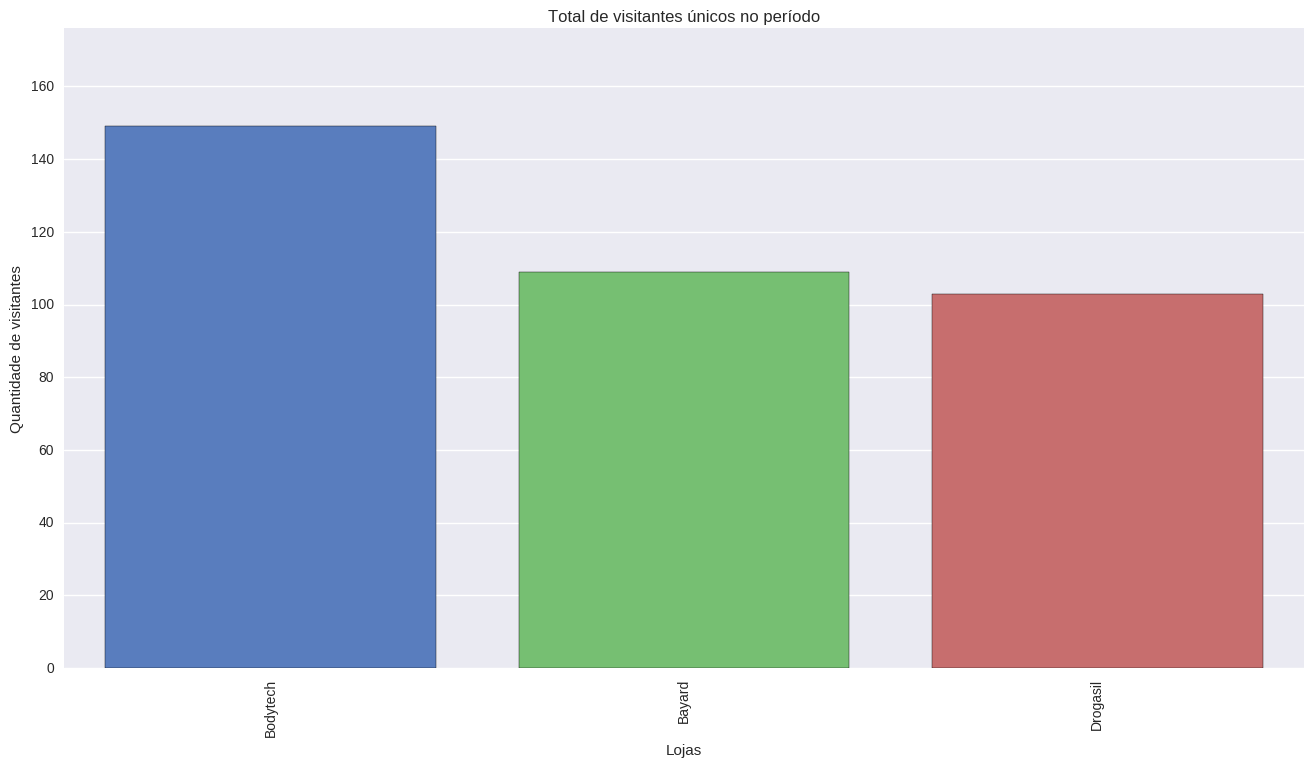 Total de visitantes únicos no período
Quantidade de visitantes
160
140
120
100
80
60
40
20
0
Bodytech
Bayard
Drogasil
Lojas